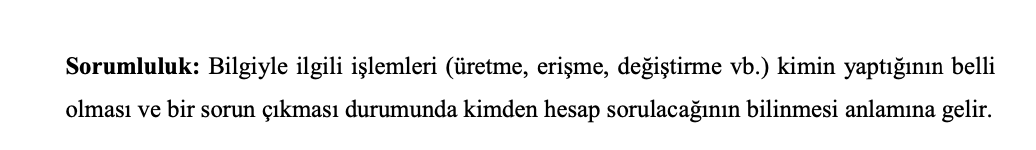 Sorumluluk: Bilgiyle ilgili işlemleri (üretme, erişme, değiştirme vb.) kimin yaptığının belli
olması ve bir sorun çıkması durumunda kimden hesap sorulacağının bilinmesi anlamına gelir.